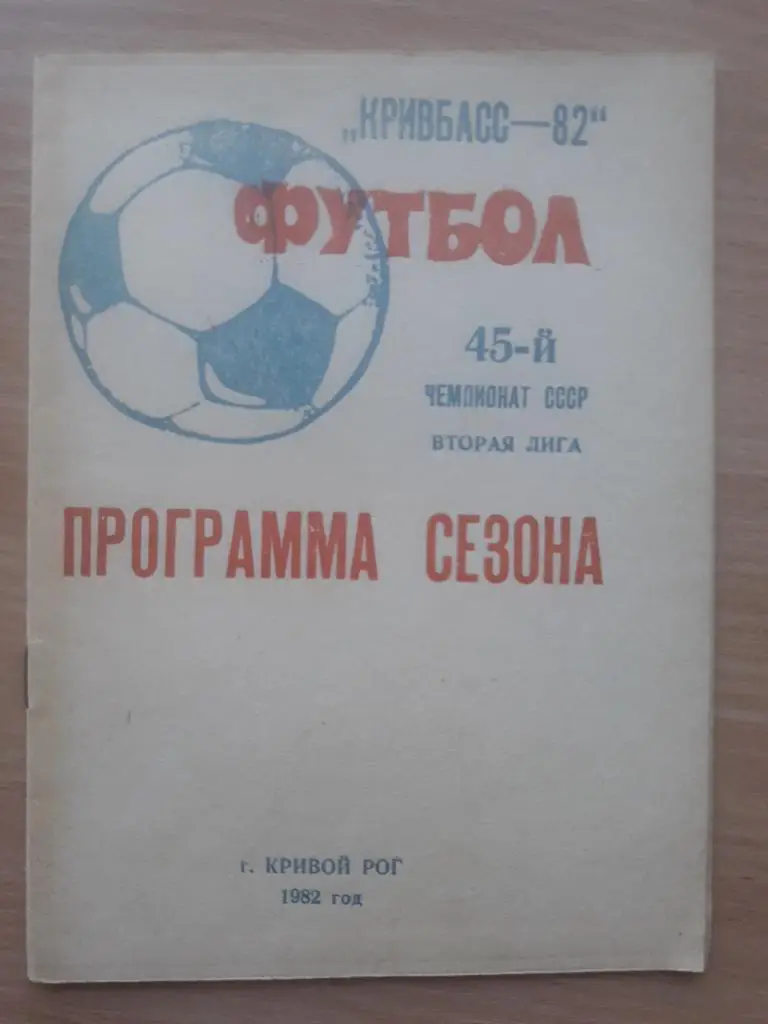 „КРИВБАСС—82"
ФУТБОЛ
45-й
ЧЕМПИОНАТ СССР
ВТОРАЯ ЛИГА
ПРОГРАММА СЕЗОНА
г. КРИВОЙ РОГ
1982 год